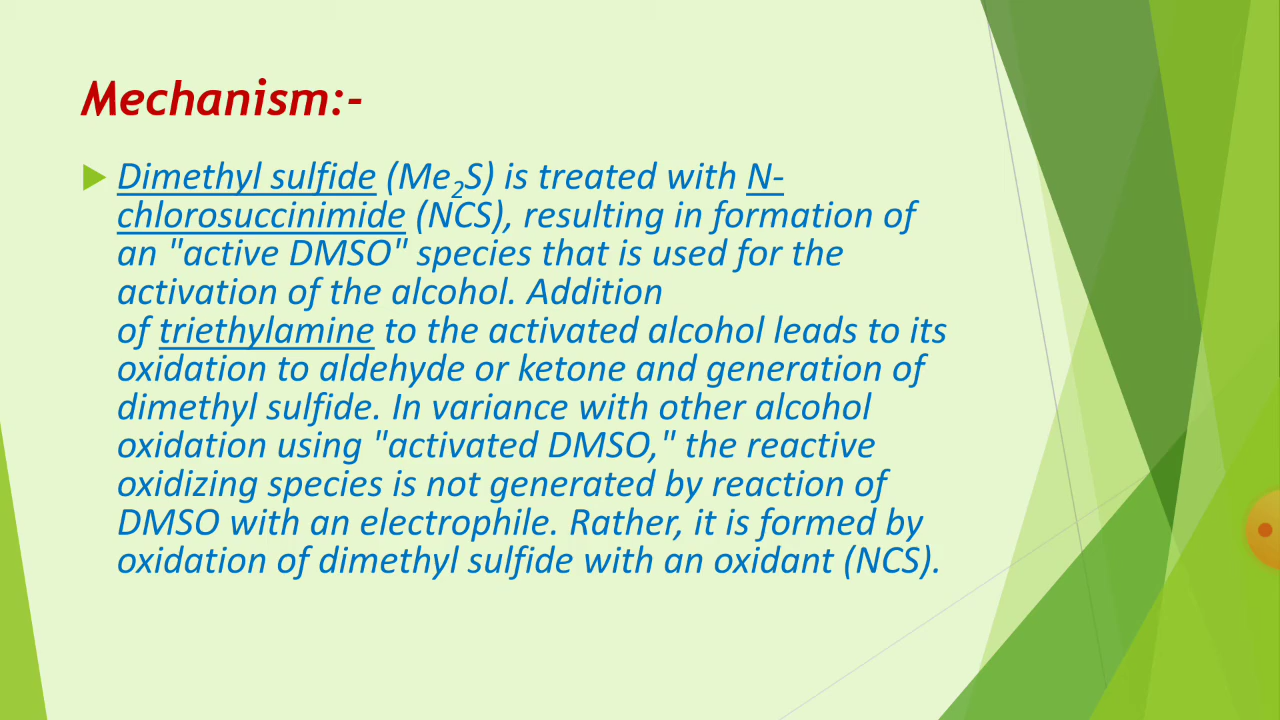 Mechanism:-
Dimethyl sulfide (Me2S) is treated with N-
chlorosuccinimide (NCS), resulting in formation of
an "active DMSO" species that is used for the
activation of the alcohol. Addition
of triethylamine to the activated alcohol leads to its
oxidation to aldehyde or ketone and generation of
dimethyl sulfide. In variance with other alcohol
oxidation using "activated DMSO," the reactive
oxidizing species is not generated by reaction of
DMSO with an electrophile. Rather, it is formed by
oxidation of dimethyl sulfide with an oxidant (NCS).